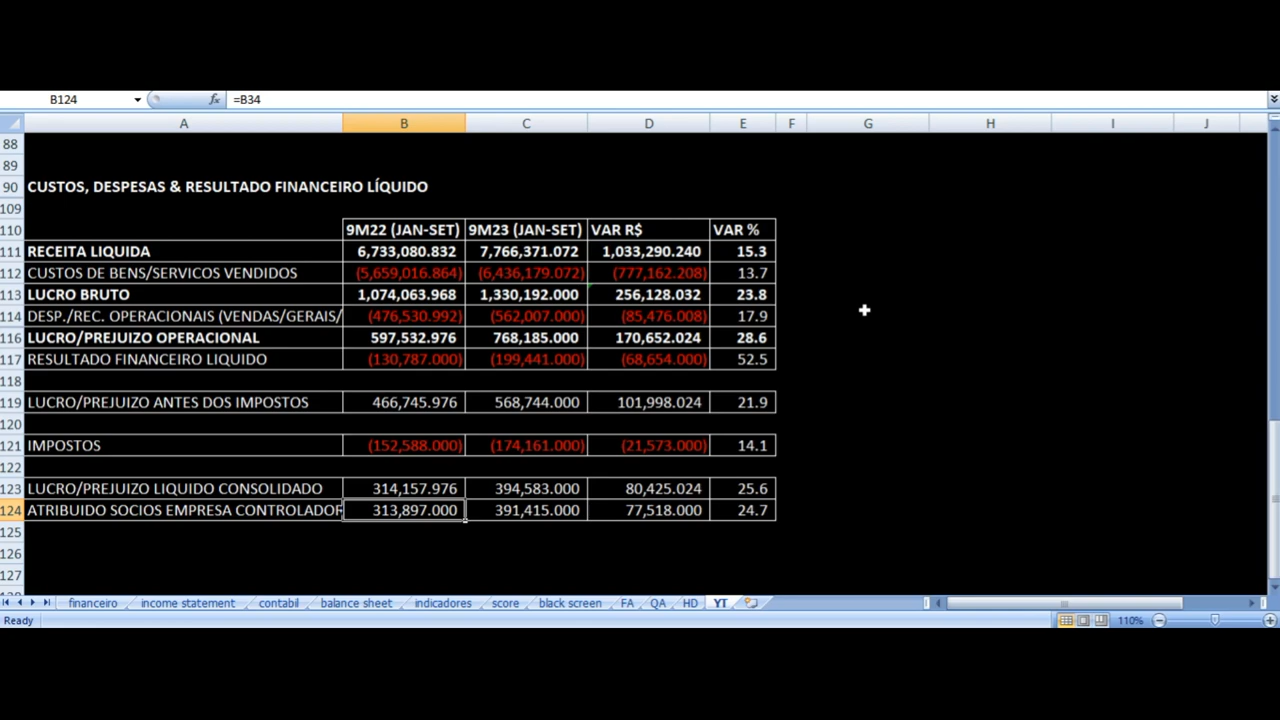 B124 fx =B34
A B C D E F G H I J
88
89
90 CUSTOS, DESPESAS & RESULTADO FINANCEIRO LÍQUIDO
109
110 9M22 (JAN-SET) 9M23 (JAN-SET) VAR R$ VAR %
111 RECEITA LIQUIDA 6,733,080.832 7,766,371.072 1,033,290.240 15.3
112 CUSTOS DE BENS/SERVICOS VENDIDOS (5,659,016.864) (6,436,179.072) (777,162.208) 13.7
113 LUCRO BRUTO 1,074,063.968 1,330,192.000 256,128.032 23.8
114 DESP./REC. OPERACIONAIS (VENDAS/GERAIS/ (476,530.992) (562,007.000) (85,476.008) 17.9
116 LUCRO/PREJUIZO OPERACIONAL 597,532.976 768,185.000 170,652.024 28.6
117 RESULTADO FINANCEIRO LIQUIDO (130,787.000) (199,441.000) (68,654.000) 52.5
118
119 LUCRO/PREJUIZO ANTES DOS IMPOSTOS 466,745.976 568,744.000 101,998.024 21.9
120
121 IMPOSTOS (152,588.000) (174,161.000) (21,573.000) 14.1
122
123 LUCRO/PREJUIZO LIQUIDO CONSOLIDADO 314,157.976 394,583.000 80,425.024 25.6
124 ATRIBUIDO SOCIOS EMPRESA CONTROLADOR 313,897.000 391,415.000 77,518.000 24.7
125
126
127
financeiro income statement contabil balance sheet indicadores score black screen FA QA HD YT
Ready 110%